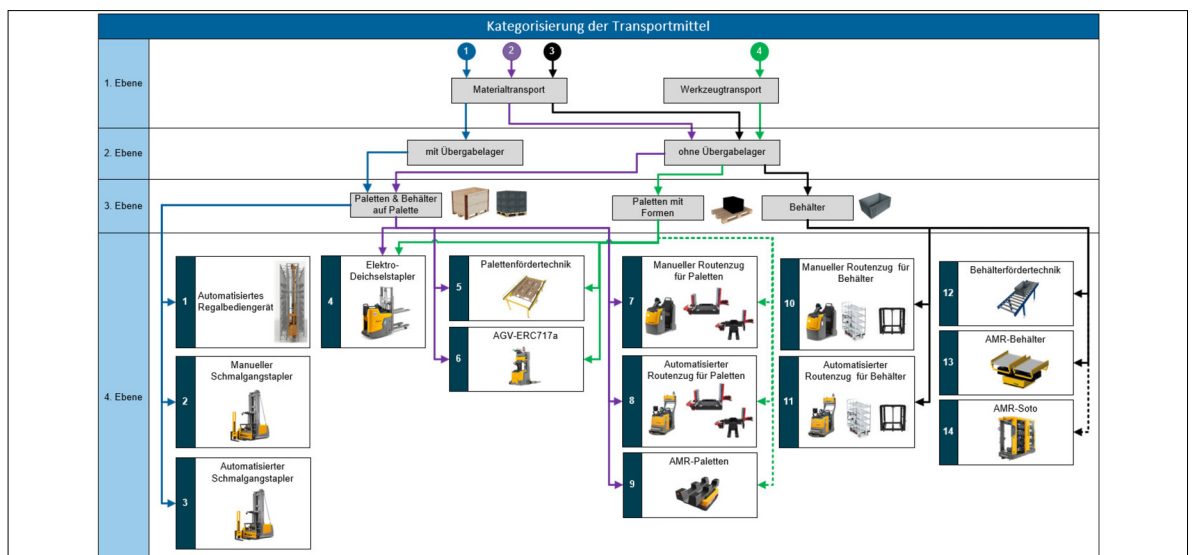 Kategorisierung der Transportmittel
1
2
3
4
1. Ebene
Materialtransport
Werkzeugtransport
2. Ebene
mit Übergabelager
ohne Übergabelager
3. Ebene
Paletten & Behälter
auf Palette
Paletten mit
Formen
Behälter
4. Ebene
1
Automatisiertes
Regalbediengerät
2
Manueller
Schmalgangstapler
3
Automatisierter
Schmalgangstapler
4
Elektro-
Deichselstapler
5
Palettenfördertechnik
6
AGV-ERC717a
7
Manueller Routenzug
für Paletten
8
Automatisierter
Routenzug für Paletten
9
AMR-Paletten
10
Manueller Routenzug für
Behälter
11
Automatisierter
Routenzug für Behälter
12
Behälterfördertechnik
13
AMR-Behälter
14
AMR-Soto